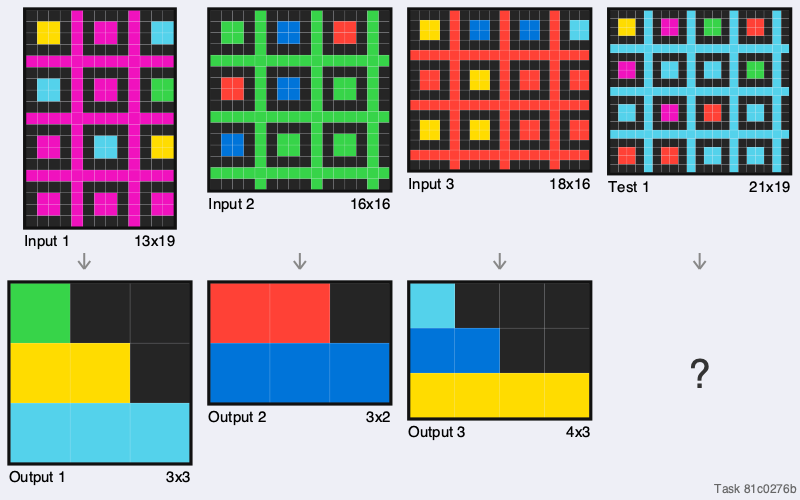 Input 1 13x19
Input 2 16x16
Input 3 18x16
Test 1 21x19
Output 1 3x3
Output 2 3x2
Output 3 4x3
?
Task 81c0276b